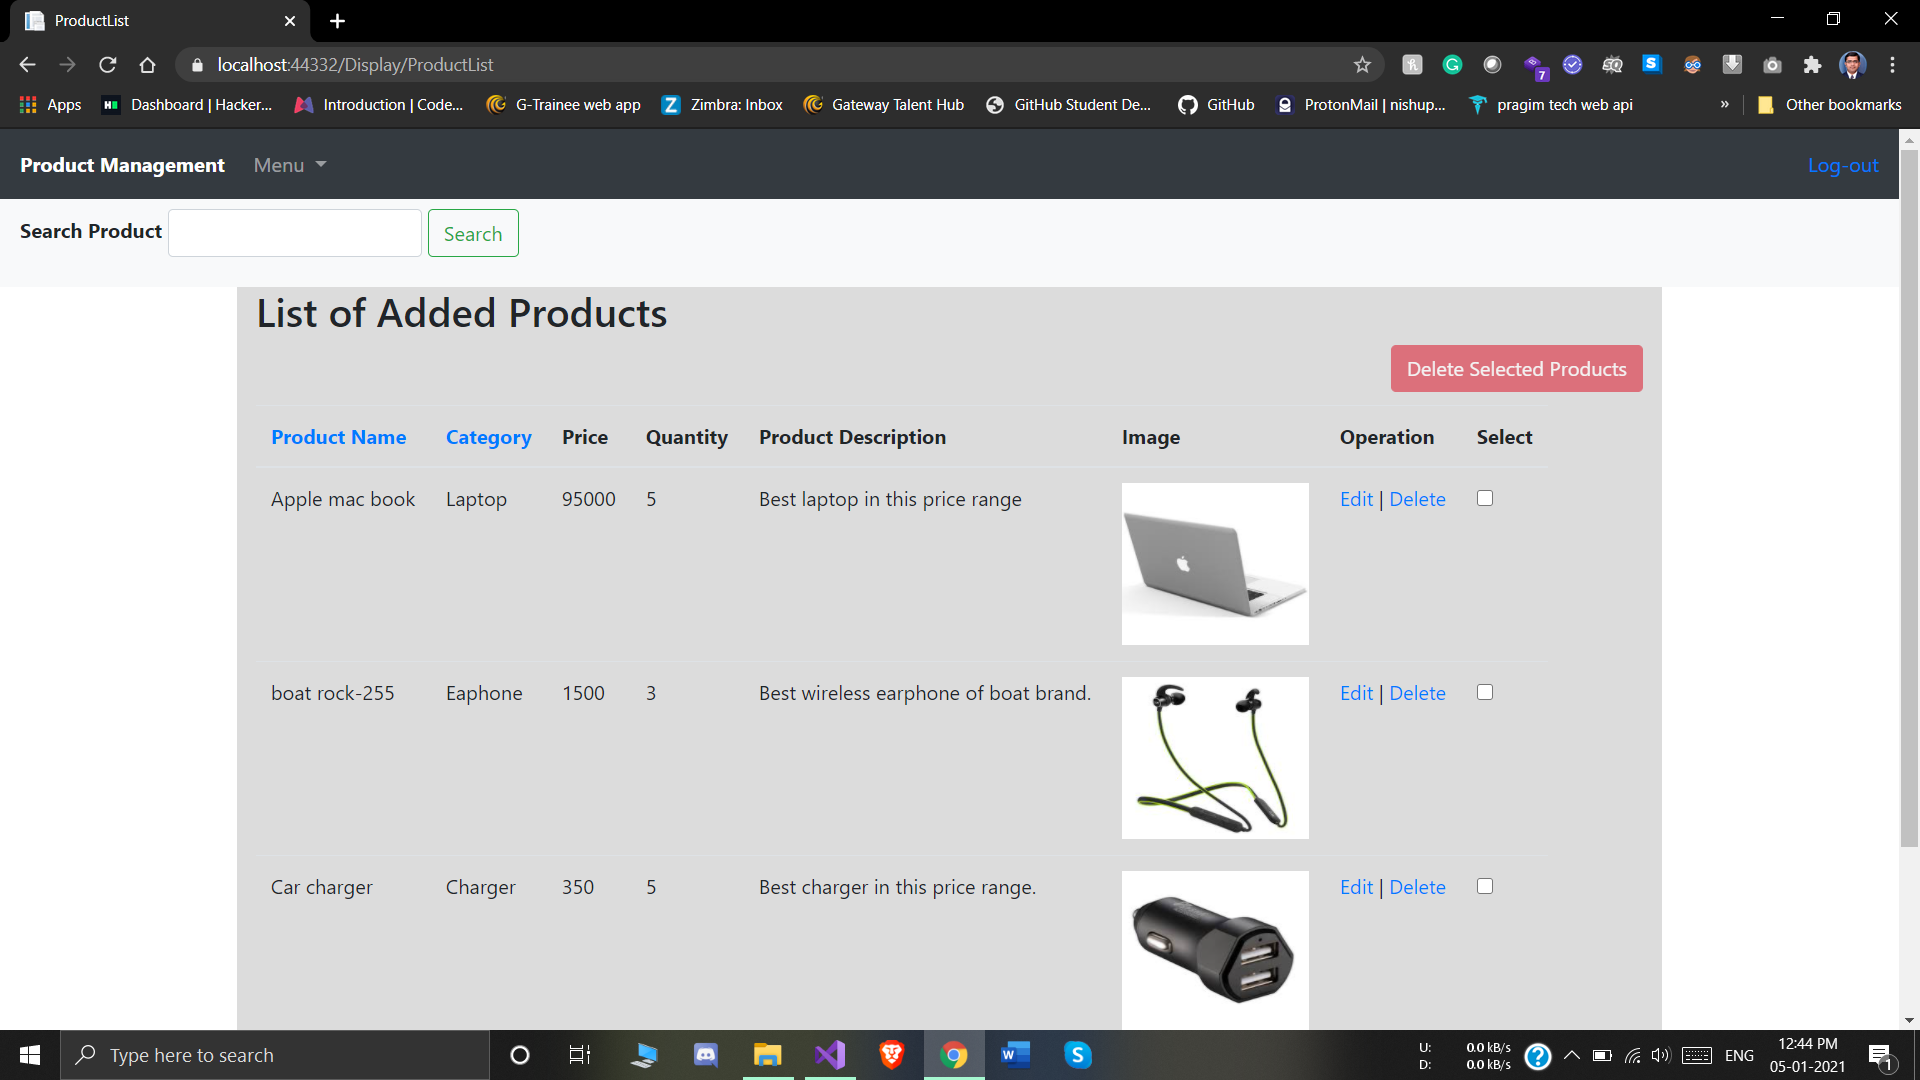 ProductList
localhost:44332/Display/ProductList
7
Apps
Dashboard | Hacker...
Introduction | Code...
G-Trainee web app
Zimbra: Inbox
Gateway Talent Hub
GitHub Student De...
GitHub
ProtonMail | nishup...
pragim tech web api
»
Other bookmarks
Product Management
Menu
Log-out
Search Product
Search
List of Added Products
Delete Selected Products
Product Name Category Price Quantity Product Description Image Operation Select
Apple mac book Laptop 95000 5 Best laptop in this price range Edit | Delete
boat rock-255 Eaphone 1500 3 Best wireless earphone of boat brand. Edit | Delete
Car charger Charger 350 5 Best charger in this price range. Edit | Delete
Type here to search
U: 0.0 kB/s
D: 0.0 kB/s
ENG
12:44 PM
05-01-2021
1